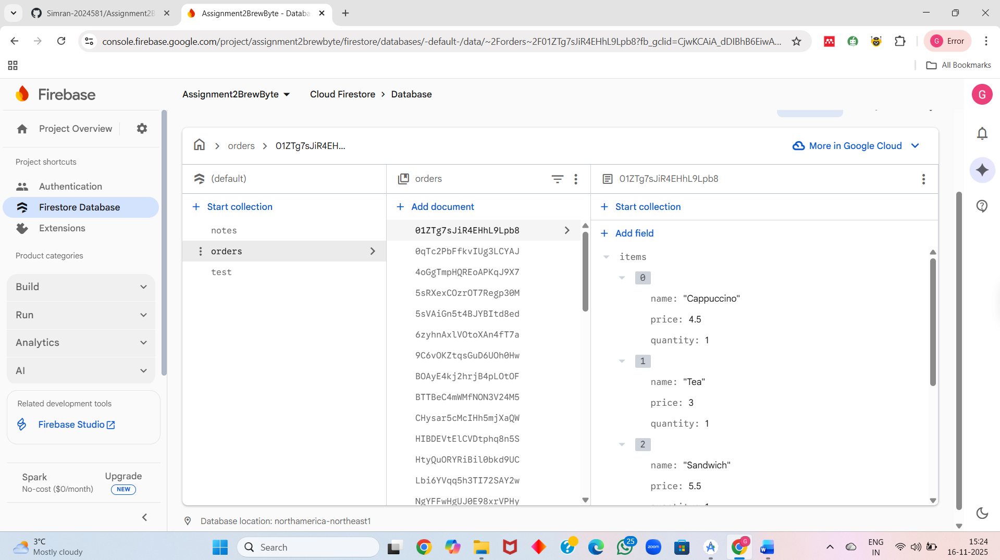 Simran-2024581/Assignment2B
Assignment2BrewByte - Databa
console.firebase.google.com/project/assignment2brewbyte/firestore/databases/-default-/data/~2Forders~2F01ZTg7sJiR4EHhL9Lpb8?fb_gclid=CjwKCAiA_dDIBhB6EiwA...
G Error
All Bookmarks
Firebase
Assignment2BrewByte
Cloud Firestore > Database
G
Project Overview
Project shortcuts
Authentication
Firestore Database
Extensions
Product categories
Build
Run
Analytics
AI
Related development tools
Firebase Studio
Spark
No-cost ($0/month)
Upgrade
NEW
orders
01ZTg7sJiR4EH...
More in Google Cloud
(default)
+ Start collection
notes
orders
test
orders
+ Add document
01ZTg7sJiR4EHhL9Lpb8
0qTc2PbFfkvIUg3LCYAJ
4oGgTmpHQREoAPKqJ9X7
5sRXexCOzrOT7Regp30M
5sVAiGn5t4BJYBItd8ed
6zyhnAxlVOtoXAn4fT7a
9C6vOKZtqsGuD6UOh0Hw
BOAyE4kj2hrjB4pLOtOF
BTTBeC4mWMfNON3V24M5
CHysar5cMcIHh5mjXaQW
HIBDEVtElCVDtphq8n5S
HtyQuORYRiBil0bkd9UC
Lbi6YVqq5h3TI72SAY2w
NgYFFwHgUJ0E98xrVPHy
01ZTg7sJiR4EHhL9Lpb8
+ Start collection
+ Add field
items
0
name: "Cappuccino"
price: 4.5
quantity: 1
1
name: "Tea"
price: 3
quantity: 1
2
name: "Sandwich"
price: 5.5
Database location: northamerica-northeast1
3°C
Mostly cloudy
Search
25
zoom
G
W
ENG
IN
15:24
16-11-2025